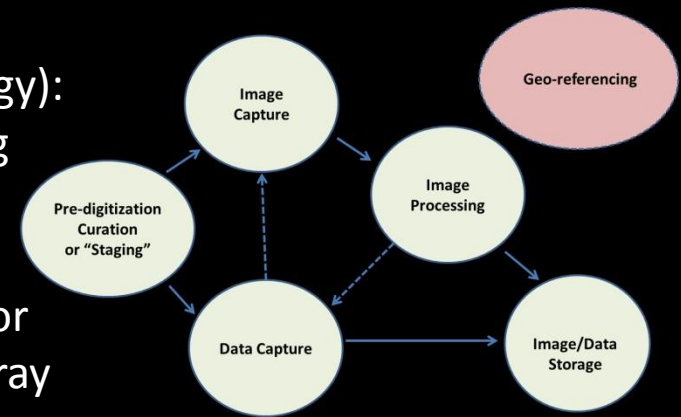 gy):
g
or
ray
Image
Capture
Geo-referencing
Pre-digitization
Curation
or “Staging”
Image
Processing
Data Capture
Image/Data
Storage